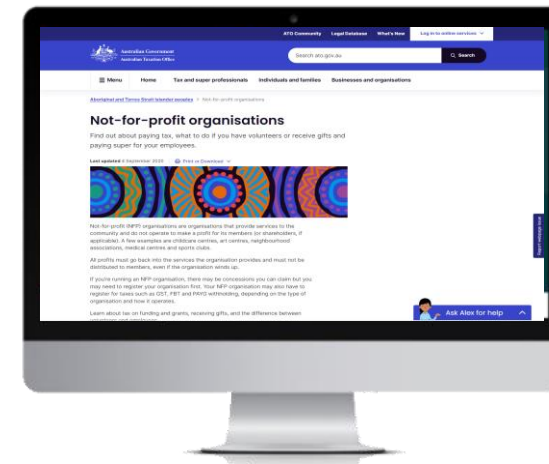 ATO Community Legal Database What's New Log in to online services
Australian Government
Australian Taxation Office
Search ato.gov.au
Search
Menu Home Tax and super professionals Individuals and families Businesses and organisations
Aboriginal and Torres Strait Islander peoples > Not-for-profit organisations
Not-for-profit organisations
Find out about paying tax, what to do if you have volunteers or receive gifts and
paying super for your employees.
Last updated September 2025 Print or Download
Not-for-profit (NFP) organisations are organisations that provide services to the
community and do not operate to make a profit for its members (or shareholders, if
applicable). A few examples are childcare centres, art centres, neighbourhood
associations, medical centres and sports clubs.
All profits must go back into the services the organisation provides and must not be
distributed to members, even if the organisation winds up.
If you're running an NFP organisation, there may be concessions you can claim but you
may need to register your organisation first. Your NFP organisation may also have to
register for taxes such as GST, FBT and PAYG withholding, depending on the type of
organisation and how it operates.
Learn about tax on funding and grants, receiving gifts, and the difference between
volunteers and employees.
Report website issue
Ask Alex for help